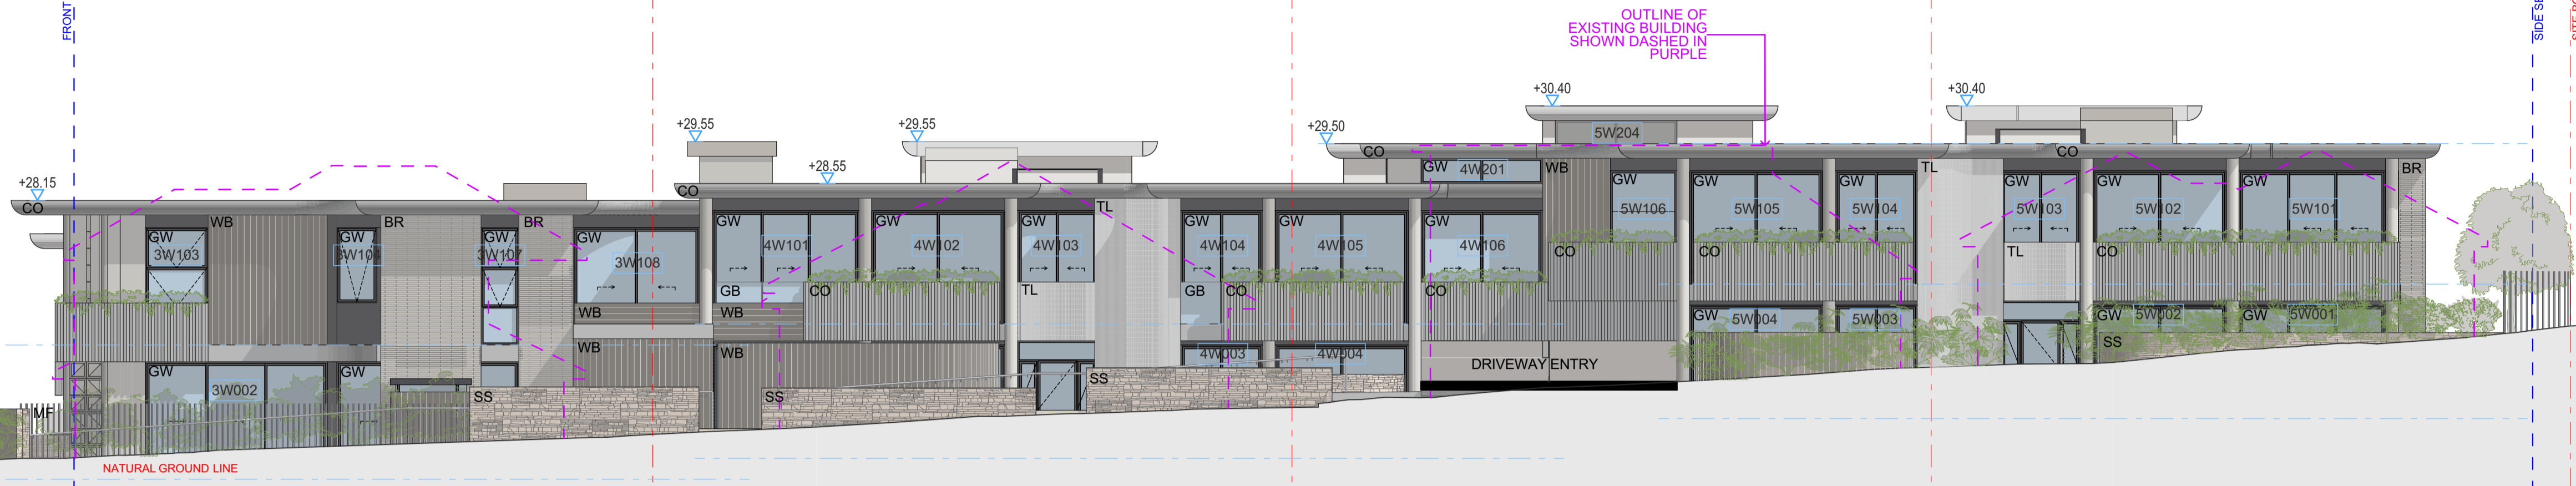 FRONT
OUTLINE OF
EXISTING BUILDING
SHOWN DASHED IN
PURPLE
SIDE SE
+28.15
+29.55
+28.55
+29.55
+29.50
+30.40
+30.40
CO
GW
3W103
WB
GW
BR
GW
3W107
BR
GW
3W108
WB
WB
GW
3W002
GW
MF
SS
NATURAL GROUND LINE
CO
GW
4W101
GW
4W102
GW
4W103
TL
GW
4W104
GW
4W105
GW
4W106
GB
CO
TL
GB
CO
CO
WB
WB
4W003
4W004
SS
SS
CO
GW
4W201
WB
5W204
GW
5W106
GW
5W105
GW
5W104
TL
CO
GW
5W103
GW
5W102
GW
5W101
BR
CO
CO
TL
CO
GW
5W004
5W003
GW
5W002
GW
5W001
SS
DRIVEWAY ENTRY